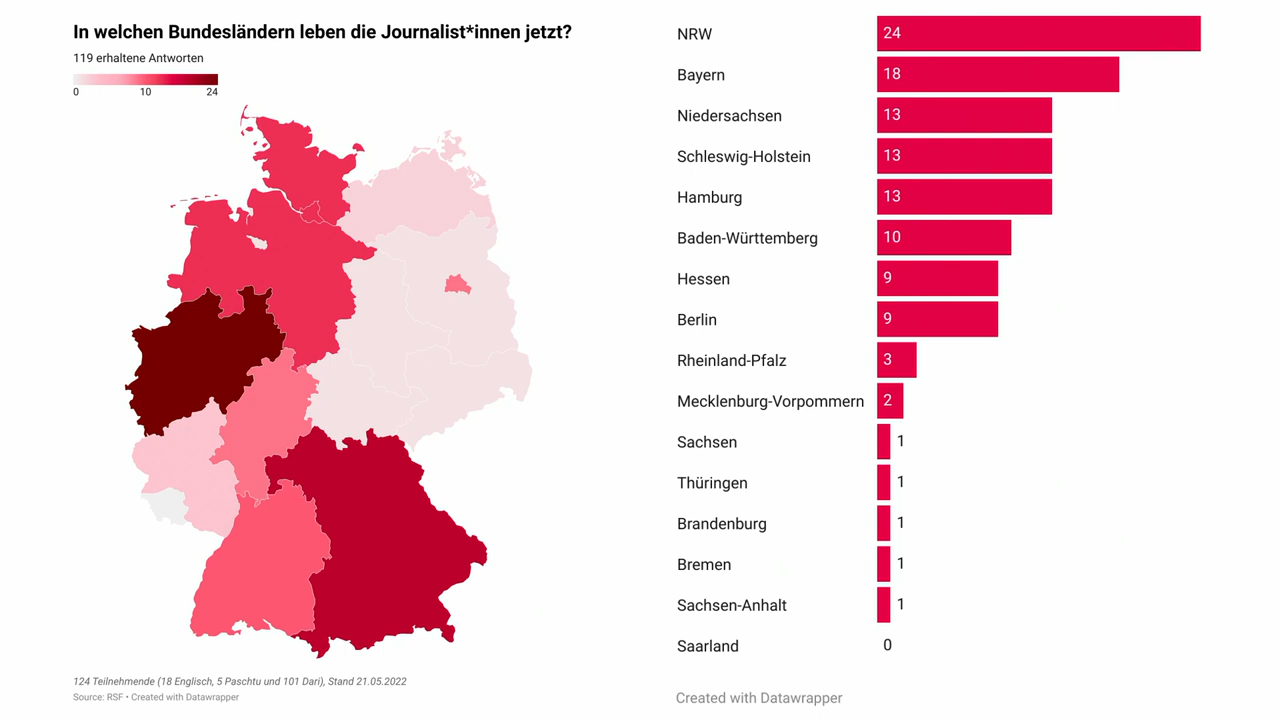 In welchen Bundesländern leben die Journalist*innen jetzt?
119 erhaltene Antworten
0 10 24
124 Teilnehmende (18 Englisch, 5 Paschtu und 101 Dari), Stand 21.05.2022
Source: RSF • Created with Datawrapper
NRW 24
Bayern 18
Niedersachsen 13
Schleswig-Holstein 13
Hamburg 13
Baden-Württemberg 10
Hessen 9
Berlin 9
Rheinland-Pfalz 3
Mecklenburg-Vorpommern 2
Sachsen 1
Thüringen 1
Brandenburg 1
Bremen 1
Sachsen-Anhalt 1
Saarland 0
Created with Datawrapper